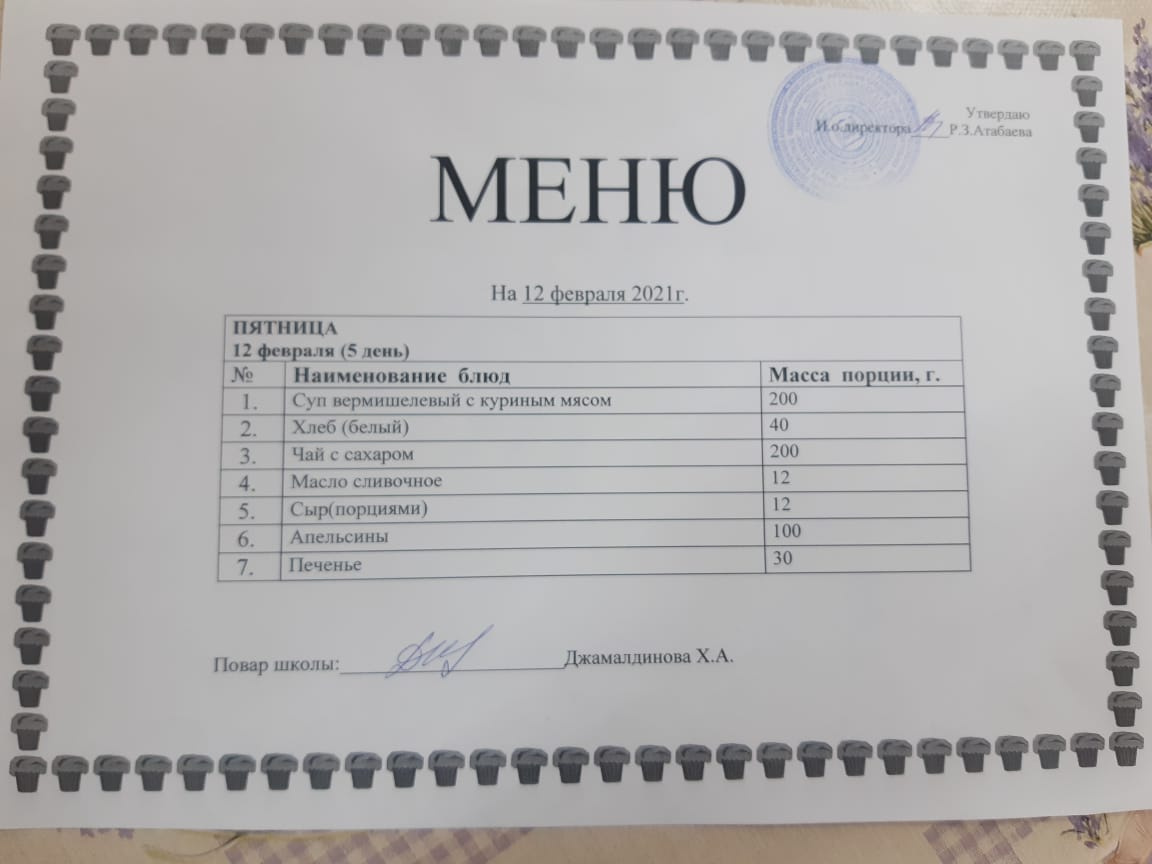 Утвердаю
И.о.директора____Р.З.Атабаева
МЕНЮ
На 12 февраля 2021г.
ПЯТНИЦА
12 февраля (5 день)
№ Наименование блюд Масса порции, г.
1. Суп вермишелевый с куриным мясом 200
2. Хлеб (белый) 40
3. Чай с сахаром 200
4. Масло сливочное 12
5. Сыр(порциями) 12
6. Апельсины 100
7. Печенье 30
Повар школы:____________________Джамалдинова Х.А.